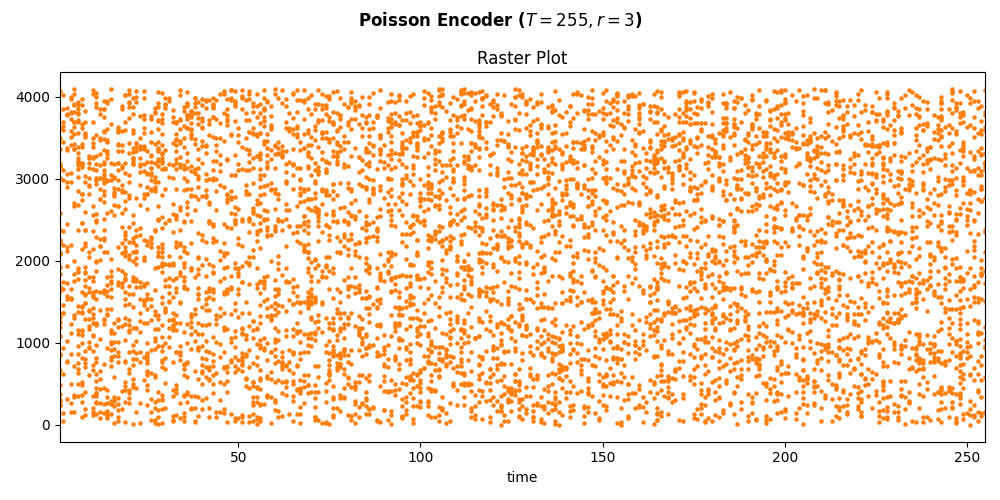 Poisson Encoder (T = 255, r = 3)
Raster Plot
4000
3000
2000
1000
0
50 100 150 200 250
time